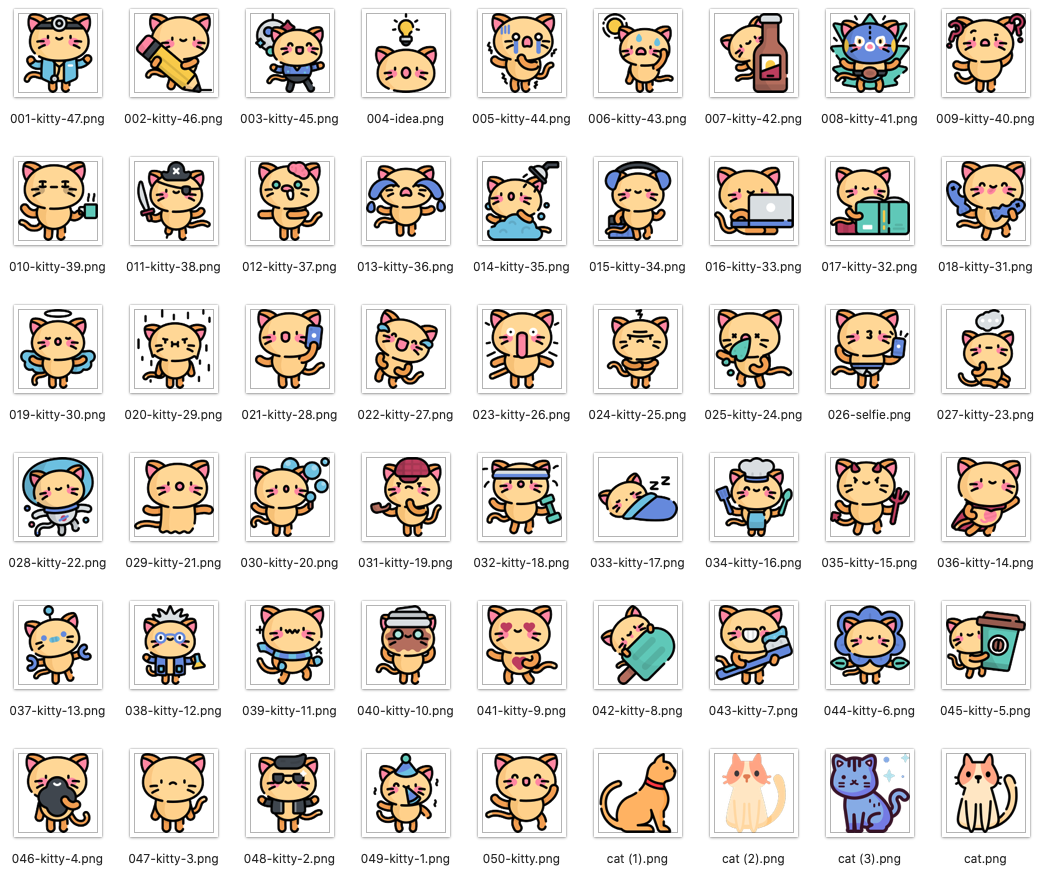 001-kitty-47.png 002-kitty-46.png 003-kitty-45.png 004-idea.png 005-kitty-44.png 006-kitty-43.png 007-kitty-42.png 008-kitty-41.png 009-kitty-40.png
010-kitty-39.png 011-kitty-38.png 012-kitty-37.png 013-kitty-36.png 014-kitty-35.png 015-kitty-34.png 016-kitty-33.png 017-kitty-32.png 018-kitty-31.png
019-kitty-30.png 020-kitty-29.png 021-kitty-28.png 022-kitty-27.png 023-kitty-26.png 024-kitty-25.png 025-kitty-24.png 026-selfie.png 027-kitty-23.png
z z
028-kitty-22.png 029-kitty-21.png 030-kitty-20.png 031-kitty-19.png 032-kitty-18.png 033-kitty-17.png 034-kitty-16.png 035-kitty-15.png 036-kitty-14.png
037-kitty-13.png 038-kitty-12.png 039-kitty-11.png 040-kitty-10.png 041-kitty-9.png 042-kitty-8.png 043-kitty-7.png 044-kitty-6.png 045-kitty-5.png
046-kitty-4.png 047-kitty-3.png 048-kitty-2.png 049-kitty-1.png 050-kitty.png cat (1).png cat (2).png cat (3).png cat.png